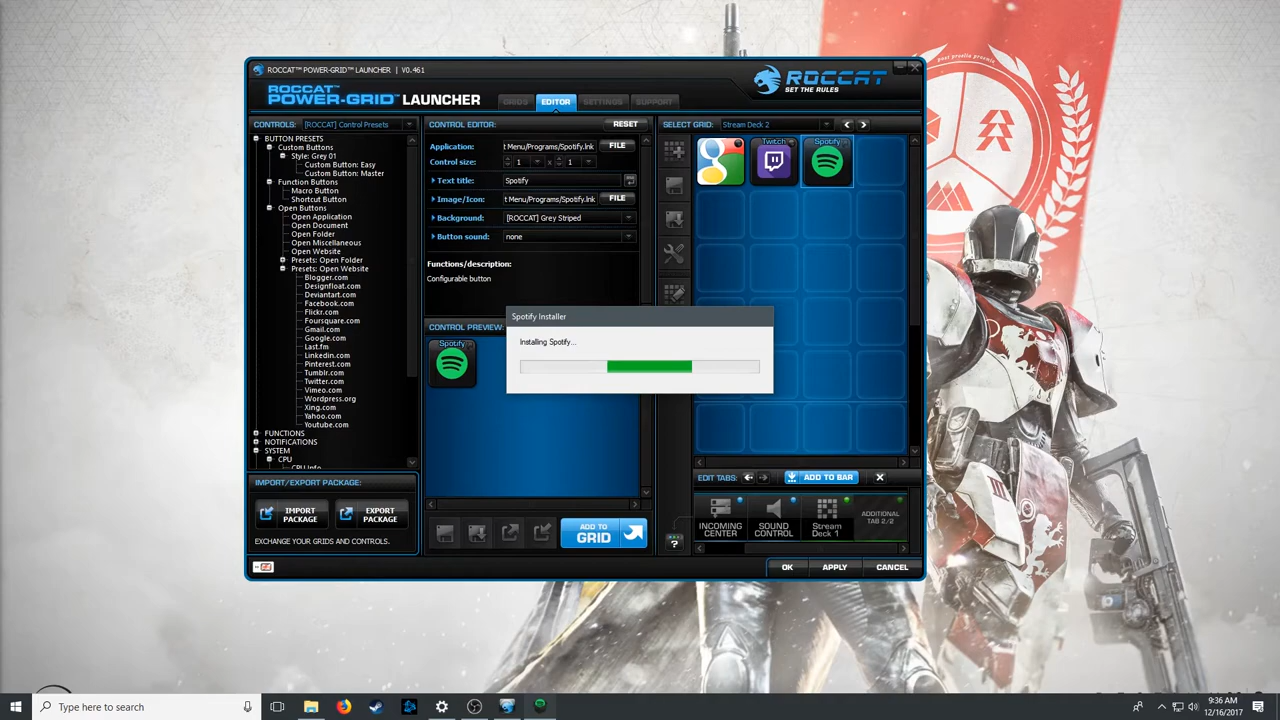 ROCCAT™ POWER-GRID™ LAUNCHER | V0.461
ROCCAT™
POWER-GRID™ LAUNCHER
GRIDS
EDITOR
SETTINGS
SUPPORT
ROCCAT
SET THE RULES
CONTROLS:
[ROCCAT] Control Presets
BUTTON PRESETS
Custom Buttons
Style: Grey 01
Custom Button: Easy
Custom Button: Master
Function Buttons
Macro Button
Shortcut Button
Open Buttons
Open Application
Open Document
Open Folder
Open Miscellaneous
Open Website
Presets: Open Folder
Presets: Open Website
Blogger.com
Designfloat.com
Deviantart.com
Facebook.com
Flickr.com
Foursquare.com
Gmail.com
Google.com
Last.fm
Linkedin.com
Pinterest.com
Tumblr.com
Twitter.com
Vimeo.com
Wordpress.org
Xing.com
Yahoo.com
Youtube.com
FUNCTIONS
NOTIFICATIONS
SYSTEM
CPU
CPU Info
IMPORT/EXPORT PACKAGE:
IMPORT PACKAGE
EXPORT PACKAGE
EXCHANGE YOUR GRIDS AND CONTROLS.
CONTROL EDITOR:
RESET
Application: t Menu/Programs/Spotify.lnk FILE
Control size: 1 x 1
Text title: Spotify
Image/Icon: t Menu/Programs/Spotify.lnk FILE
Background: [ROCCAT] Grey Striped
Button sound: none
Functions/description:
Configurable button
CONTROL PREVIEW:
Spotify
ADD TO GRID
Spotify Installer
Installing Spotify...
SELECT GRID: Stream Deck 2
g
Twitch
Spotify
EDIT TABS:
ADD TO BAR
INCOMING CENTER
SOUND CONTROL
Stream Deck 1
ADDITIONAL TAB 2/2
?
OK
APPLY
CANCEL
Type here to search
9:36 AM
12/16/2017